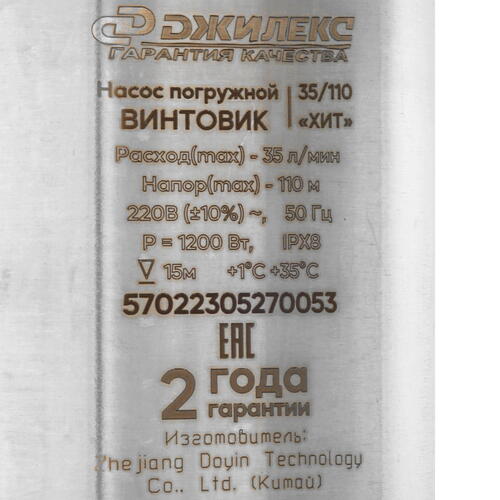 ДЖИЛЕКС
ГАРАНТИЯ КАЧЕСТВА
Насос погружной 35/110
ВИНТОВИК «ХИТ»
Расход(max) - 35 л/мин
Напор(max) - 110 м
220В (±10%) ~, 50 Гц
P = 1200 Вт, IPX8
15м +1°C +35°C
57022305270053
ЕАС
2 года
гарантии
Изготовитель:
Zhejiang Doyin Technology
Co., Ltd. (Китай)